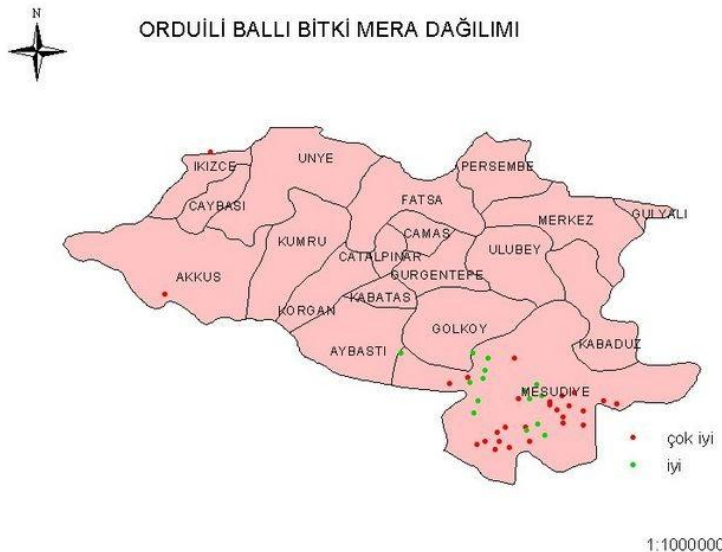 N
ORDUİLİ BALLI BİTKİ MERA DAĞILIMI
IKIZCE
UNYE
PERSEMBE
CAYBASI
FATSA
GULYALI
MERKEZ
CAMAS
KUMRU
ULUBEY
CATALPINAR
AKKUS
GURGENTEPE
KABATAS
KORGAN
GOLKOY
AYBASTI
KABADUZ
MESUDIYE
çok iyi
iyi
1:1000000